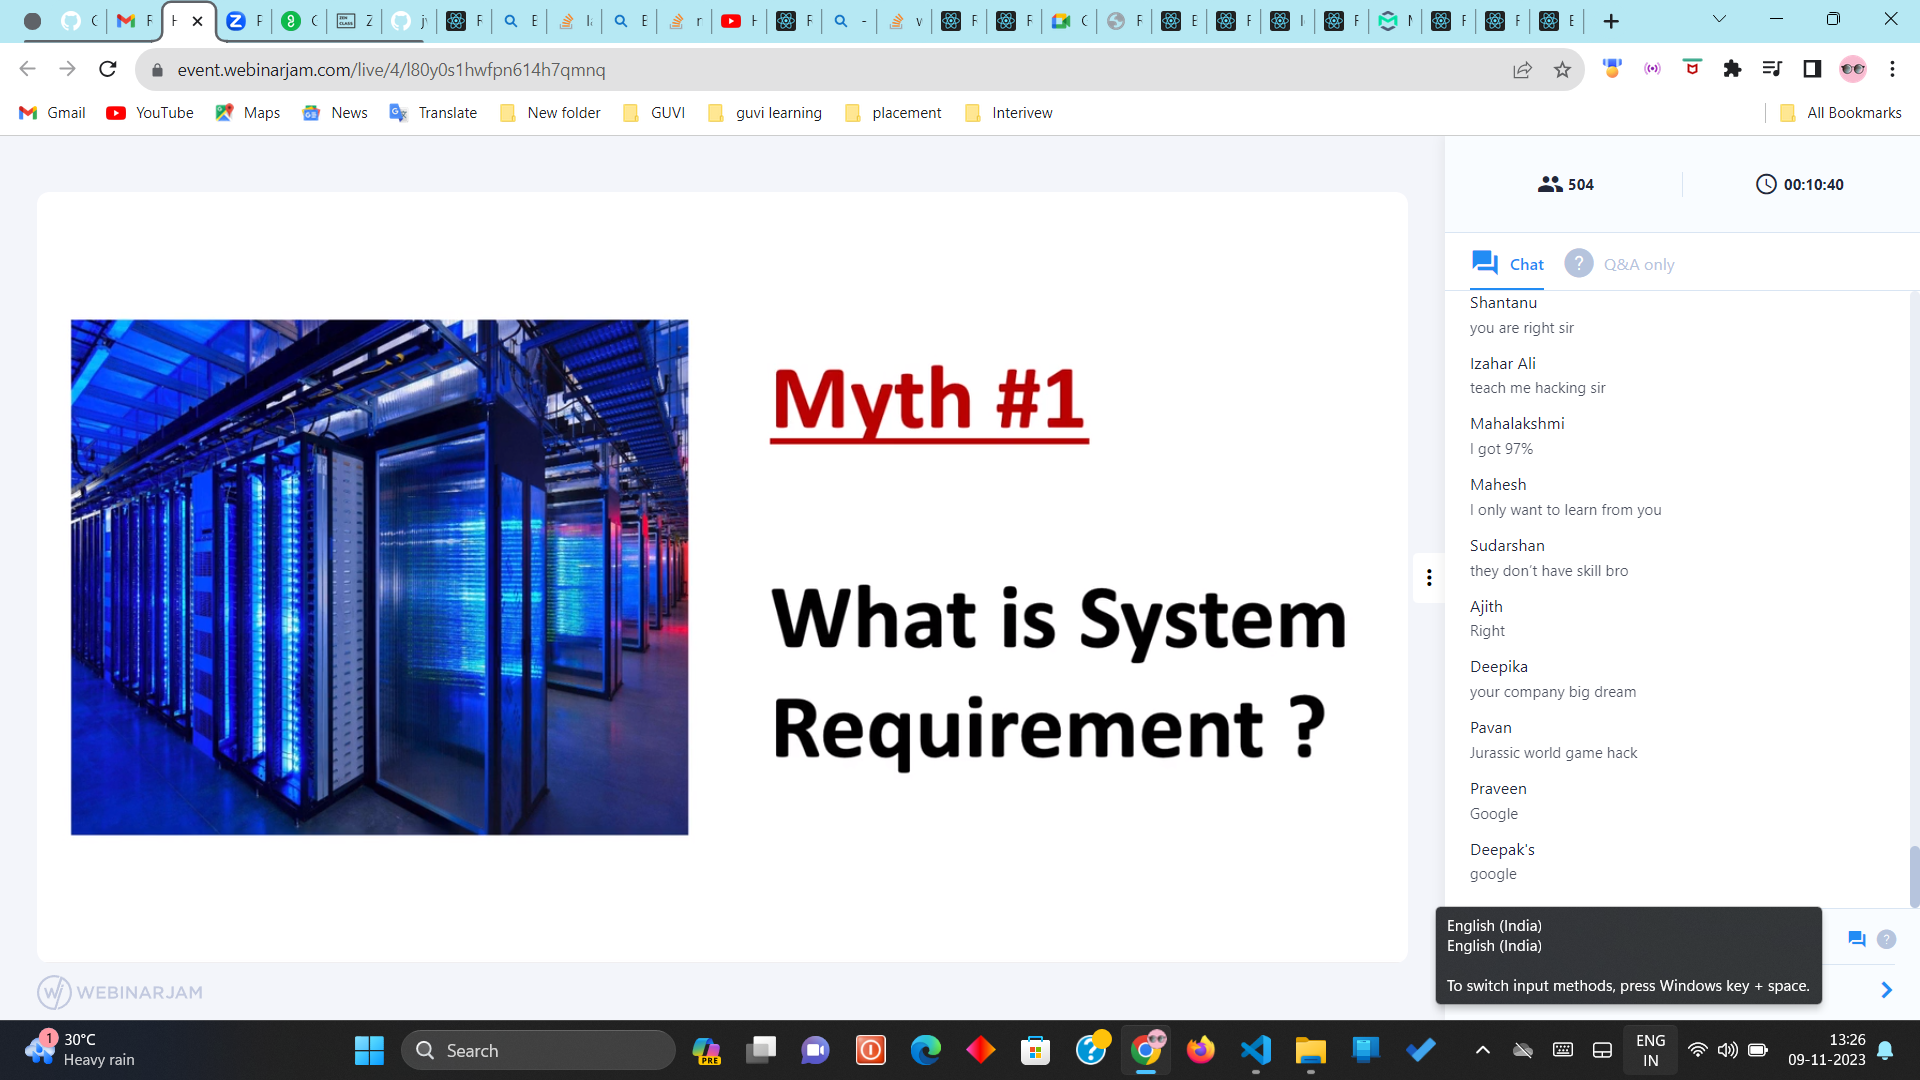 event.webinarjam.com/live/4/l80y0s1hwfpn614h7qmnq
Gmail
YouTube
Maps
News
Translate
New folder
GUVI
guvi learning
placement
Interivew
All Bookmarks
504
00:10:40
Chat
Q&A only
Myth #1
What is System
Requirement ?
Shantanu
you are right sir
Izahar Ali
teach me hacking sir
Mahalakshmi
I got 97%
Mahesh
I only want to learn from you
Sudarshan
they don't have skill bro
Ajith
Right
Deepika
your company big dream
Pavan
Jurassic world game hack
Praveen
Google
Deepak's
google
English (India)
English (India)
To switch input methods, press Windows key + space.
WEBINARJAM
1
30°C
Heavy rain
Search
PRE
ENG
IN
13:26
09-11-2023